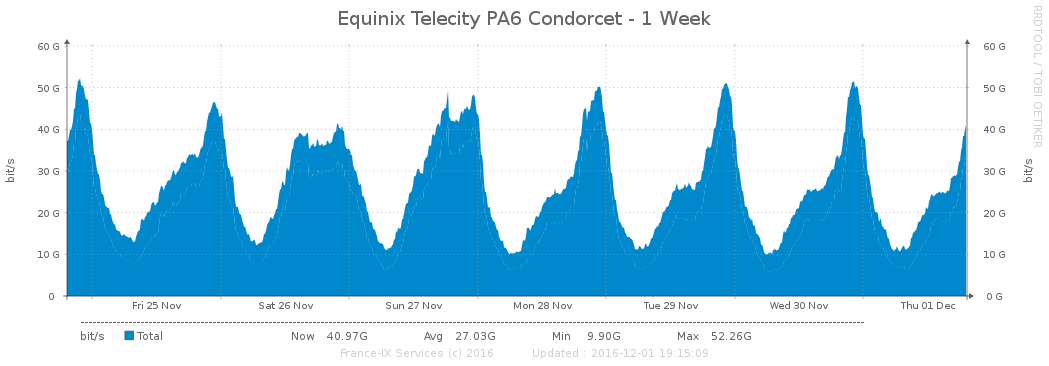 Equinix Telecity PA6 Condorcet - 1 Week
RRDTOOL / TOBI OETIKER
60 G 60 G
50 G 50 G
40 G 40 G
30 G 30 G
20 G 20 G
10 G 10 G
0 0 G
bit/s bit/s
Fri 25 Nov Sat 26 Nov Sun 27 Nov Mon 28 Nov Tue 29 Nov Wed 30 Nov Thu 01 Dec
bit/s Total Now 40.97G Avg 27.03G Min 9.90G Max 52.26G
France-IX Services (c) 2016 Updated : 2016-12-01 19:15:09